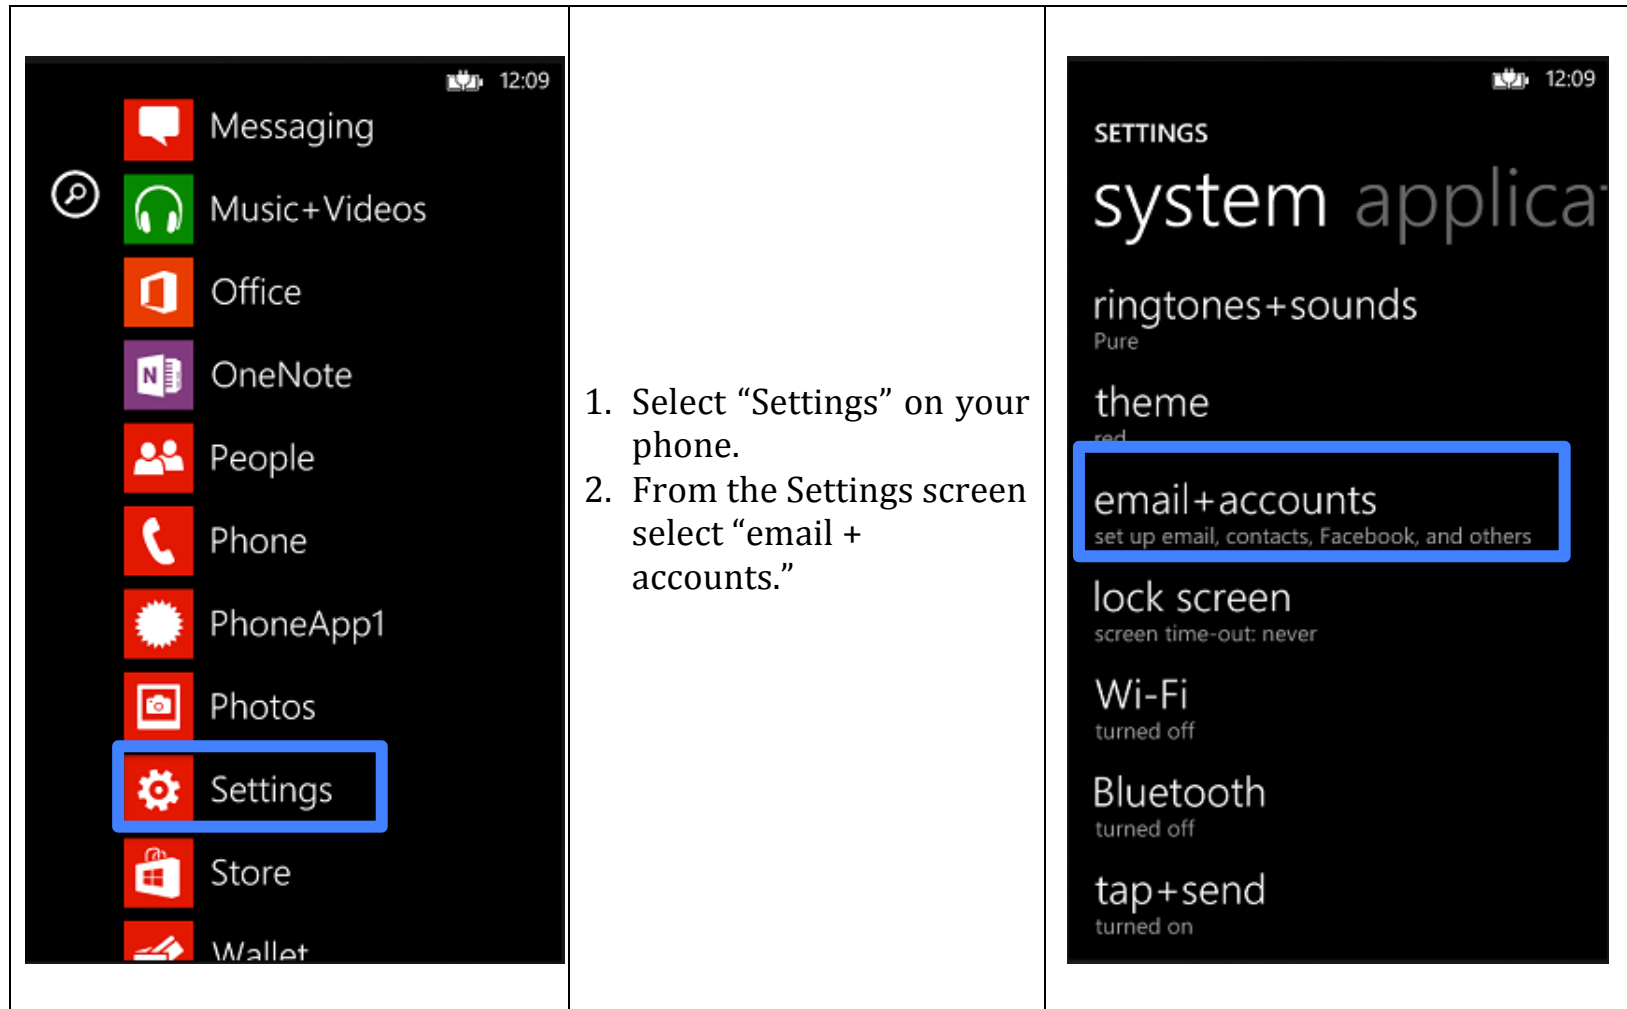 12:09
Messaging
Music+Videos
Office
OneNote
People
Phone
PhoneApp1
Photos
Settings
Store
Wallet
1. Select “Settings” on your
phone.
2. From the Settings screen
select “email +
accounts.”
12:09
SETTINGS
system applicat
ringtones+sounds
Pure
theme
red
email+accounts
set up email, contacts, Facebook, and others
lock screen
screen time-out: never
Wi-Fi
turned off
Bluetooth
turned off
tap+send
turned on